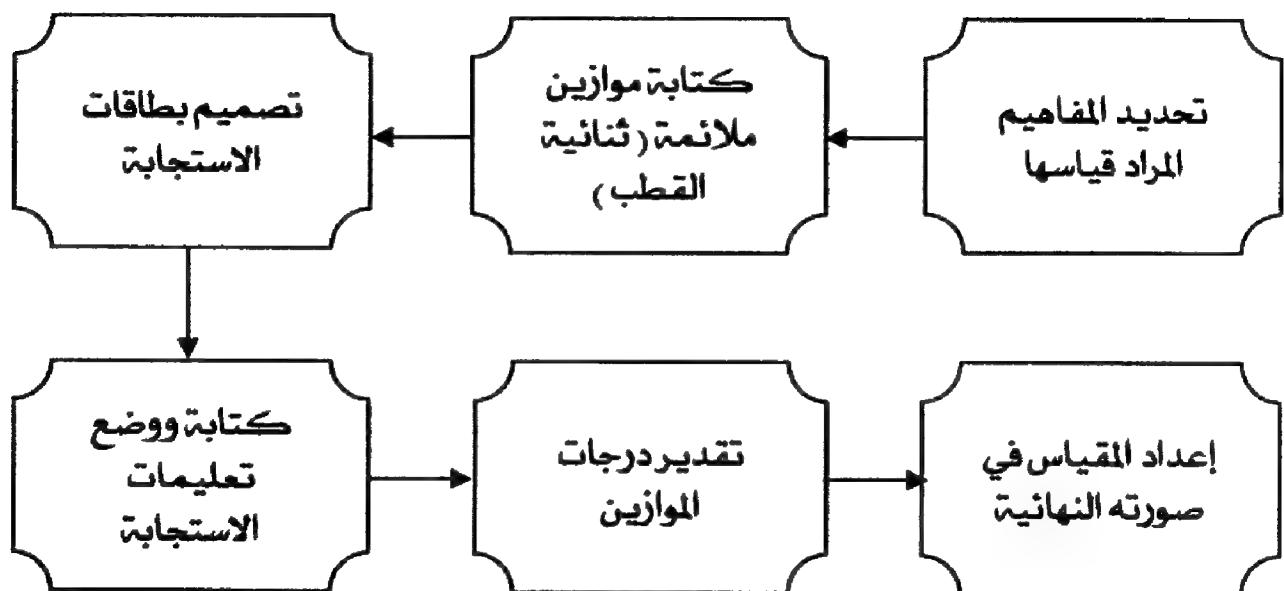 تحديد المفاهيم
المراد قياسها
كتابة موازين
ملائمة (ثنائية
القطب)
تصميم بطاقات
الاستجابة
كتابة ووضع
تعليمات
الاستجابة
تقدير درجات
الموازين
إعداد المقياس في
صورته النهائية